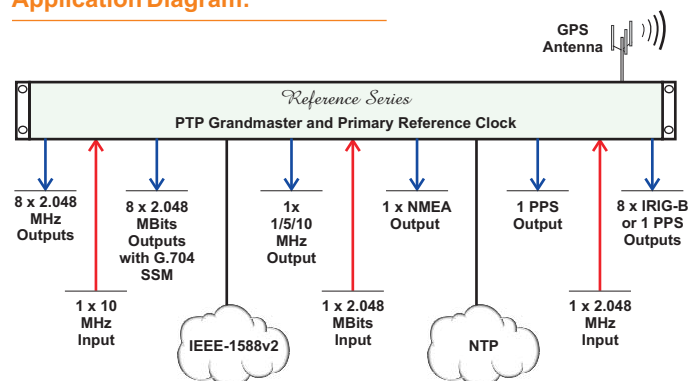 Application Diagram:
GPS
Antenna
Reference Series
PTP Grandmaster and Primary Reference Clock
8 x 2.048
MHz
Outputs
8 x 2.048
MBits
Outputs
with G.704
SSM
1x
1/5/10
MHz
Output
1 x NMEA
Output
1 PPS
Output
8 x IRIG-B
or 1 PPS
Outputs
1 x 10
MHz
Input
IEEE-1588v2
1 x 2.048
MBits
Input
NTP
1 x 2.048
MHz
Input